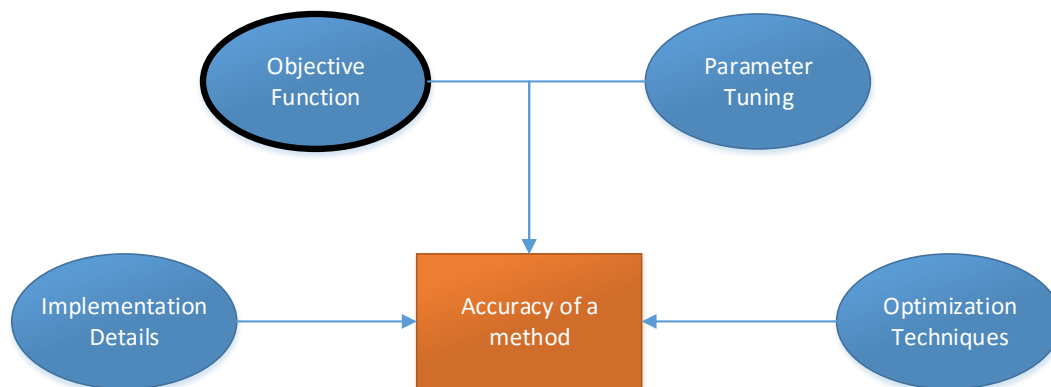 Objective
Function
Parameter
Tuning
Implementation
Details
Accuracy of a
method
Optimization
Techniques